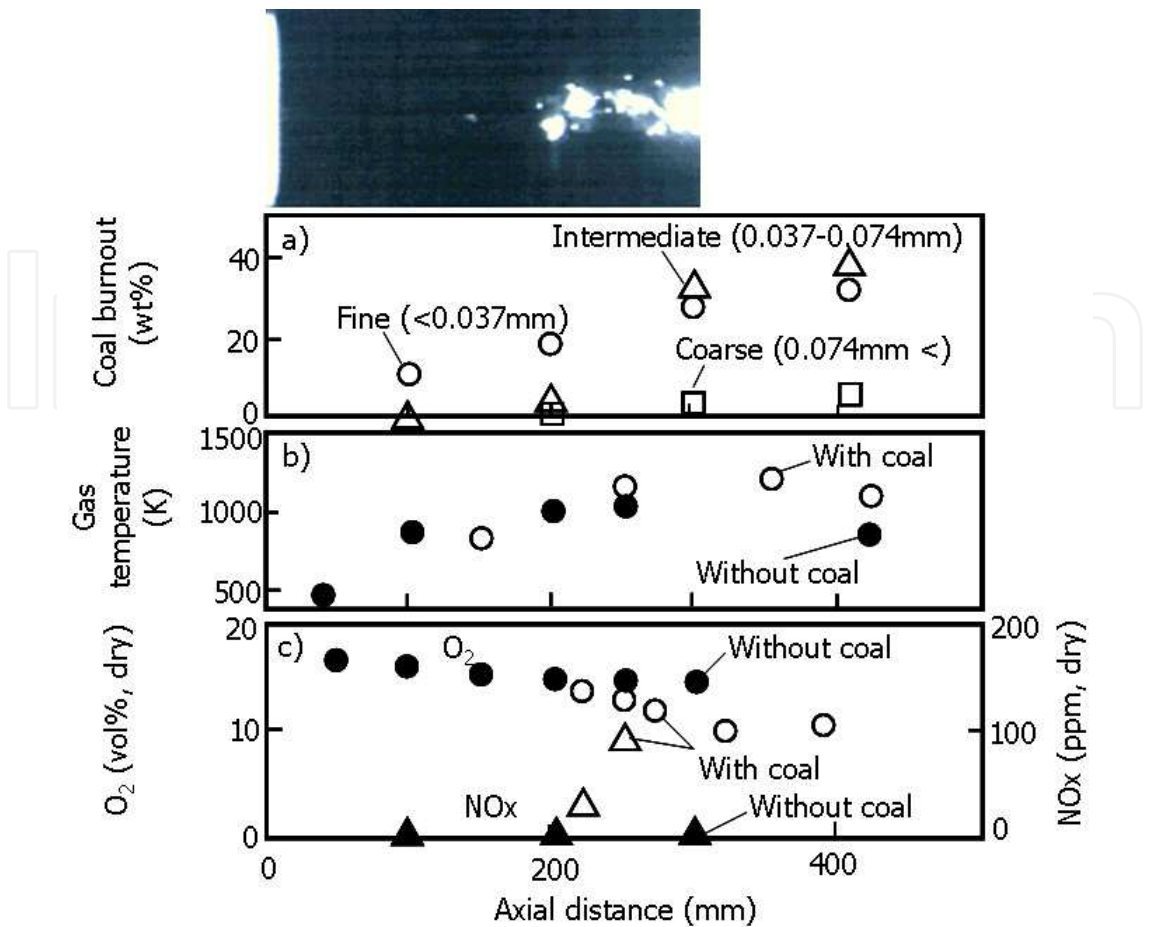 a)
Coal burnout
(wt%)
40
20
0
Intermediate (0.037-0.074mm)
Fine (<0.037mm)
Coarse (0.074mm <)
b)
Gas
temperature
(K)
1500
1000
500
With coal
Without coal
c)
O₂ (vol%, dry)
20
10
0
O₂
Without coal
With coal
NOx
Without coal
200
100
0
NOx (ppm, dry)
0
200
400
Axial distance (mm)